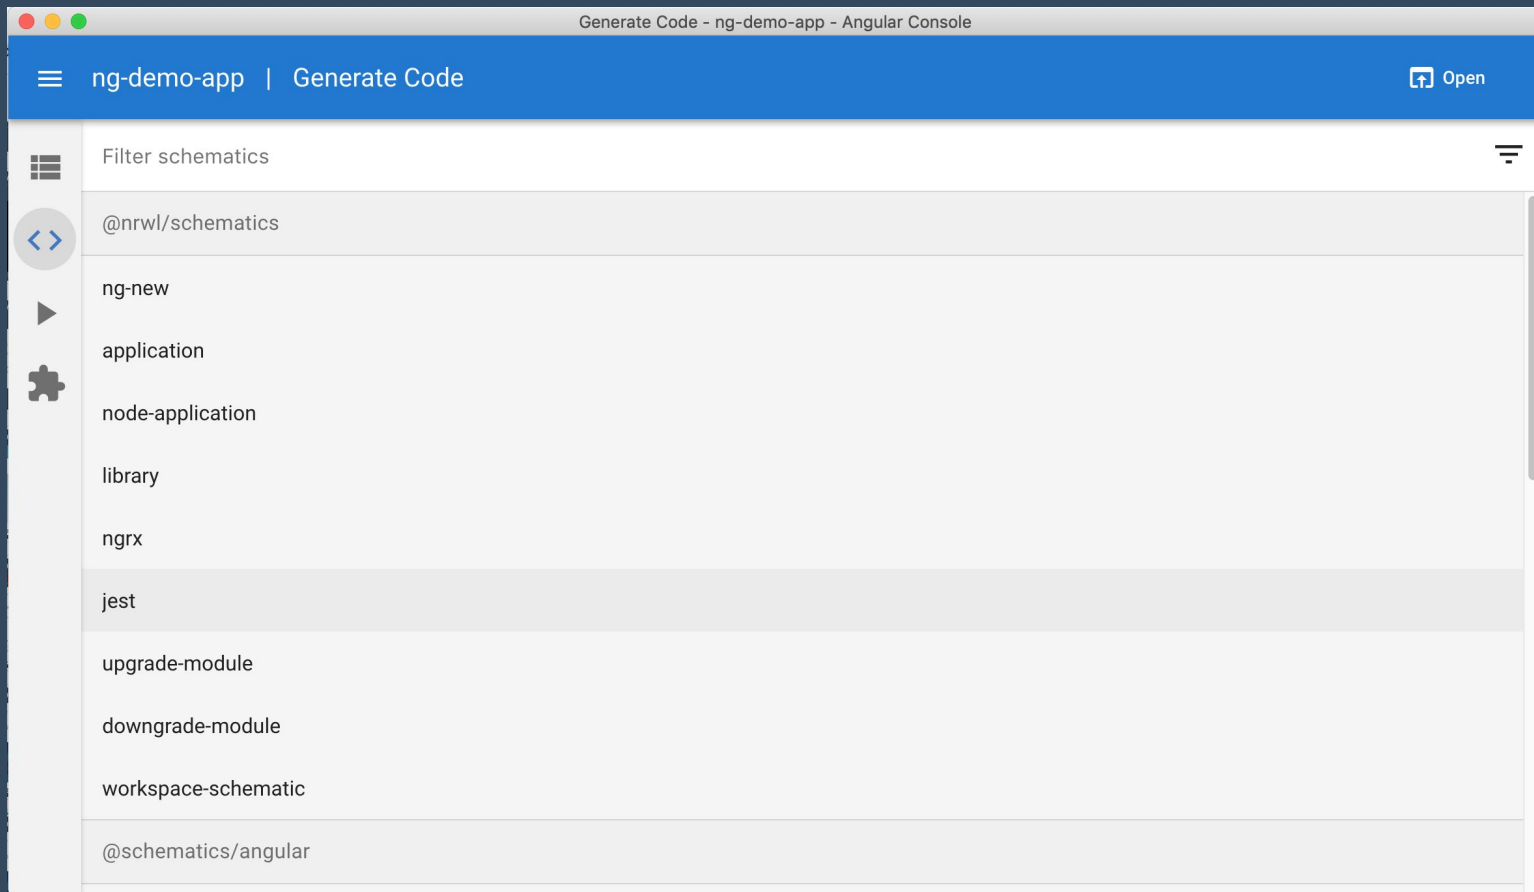 Generate Code - ng-demo-app - Angular Console
ng-demo-app | Generate Code Open
Filter schematics
@nrwl/schematics
ng-new
application
node-application
library
ngrx
jest
upgrade-module
downgrade-module
workspace-schematic
@schematics/angular